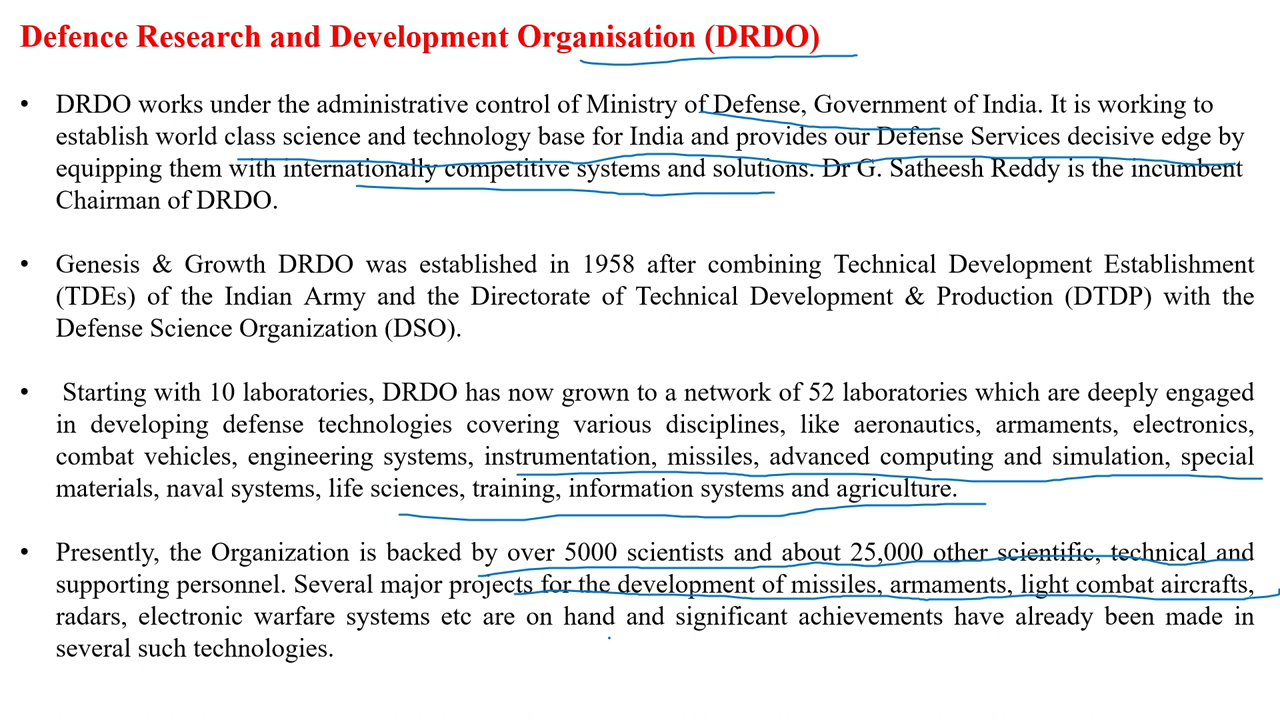 Defence Research and Development Organisation (DRDO)
• DRDO works under the administrative control of Ministry of Defense, Government of India. It is working to
establish world class science and technology base for India and provides our Defense Services decisive edge by
equipping them with internationally competitive systems and solutions. Dr G. Satheesh Reddy is the incumbent
Chairman of DRDO.
• Genesis & Growth DRDO was established in 1958 after combining Technical Development Establishment
(TDEs) of the Indian Army and the Directorate of Technical Development & Production (DTDP) with the
Defense Science Organization (DSO).
• Starting with 10 laboratories, DRDO has now grown to a network of 52 laboratories which are deeply engaged
in developing defense technologies covering various disciplines, like aeronautics, armaments, electronics,
combat vehicles, engineering systems, instrumentation, missiles, advanced computing and simulation, special
materials, naval systems, life sciences, training, information systems and agriculture.
• Presently, the Organization is backed by over 5000 scientists and about 25,000 other scientific, technical and
supporting personnel. Several major projects for the development of missiles, armaments, light combat aircrafts,
radars, electronic warfare systems etc are on hand and significant achievements have already been made in
several such technologies.